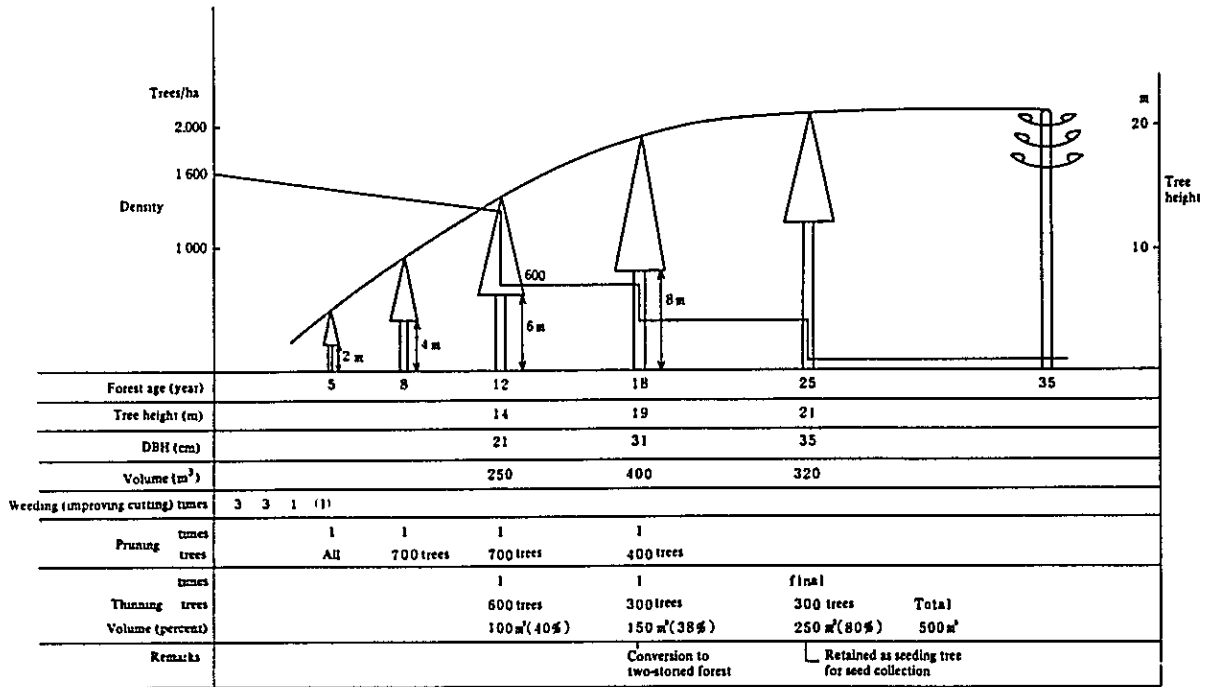 Trees/ha
m
2.000
20
1 600
Tree
height
Density
1 000
10
600
8 m
6 m
4 m
2 m
Forest age (year) 5 8 12 18 25 35
Tree height (m) 14 19 21
DBH (cm) 21 31 35
Volume (m³) 250 400 320
Weeding (improving cutting) times 3 3 1 (1)
Pruning times 1 1 1 1
trees All 700 trees 700 trees 400 trees
times 1 1 final
Thinning trees 600 trees 300 trees 300 trees Total
Volume (percent) 100 m³ (40%) 150 m³ (38%) 250 m³ (80%) 500 m³
Remarks Conversion to Retained as seeding tree
two-stoned forest for seed collection